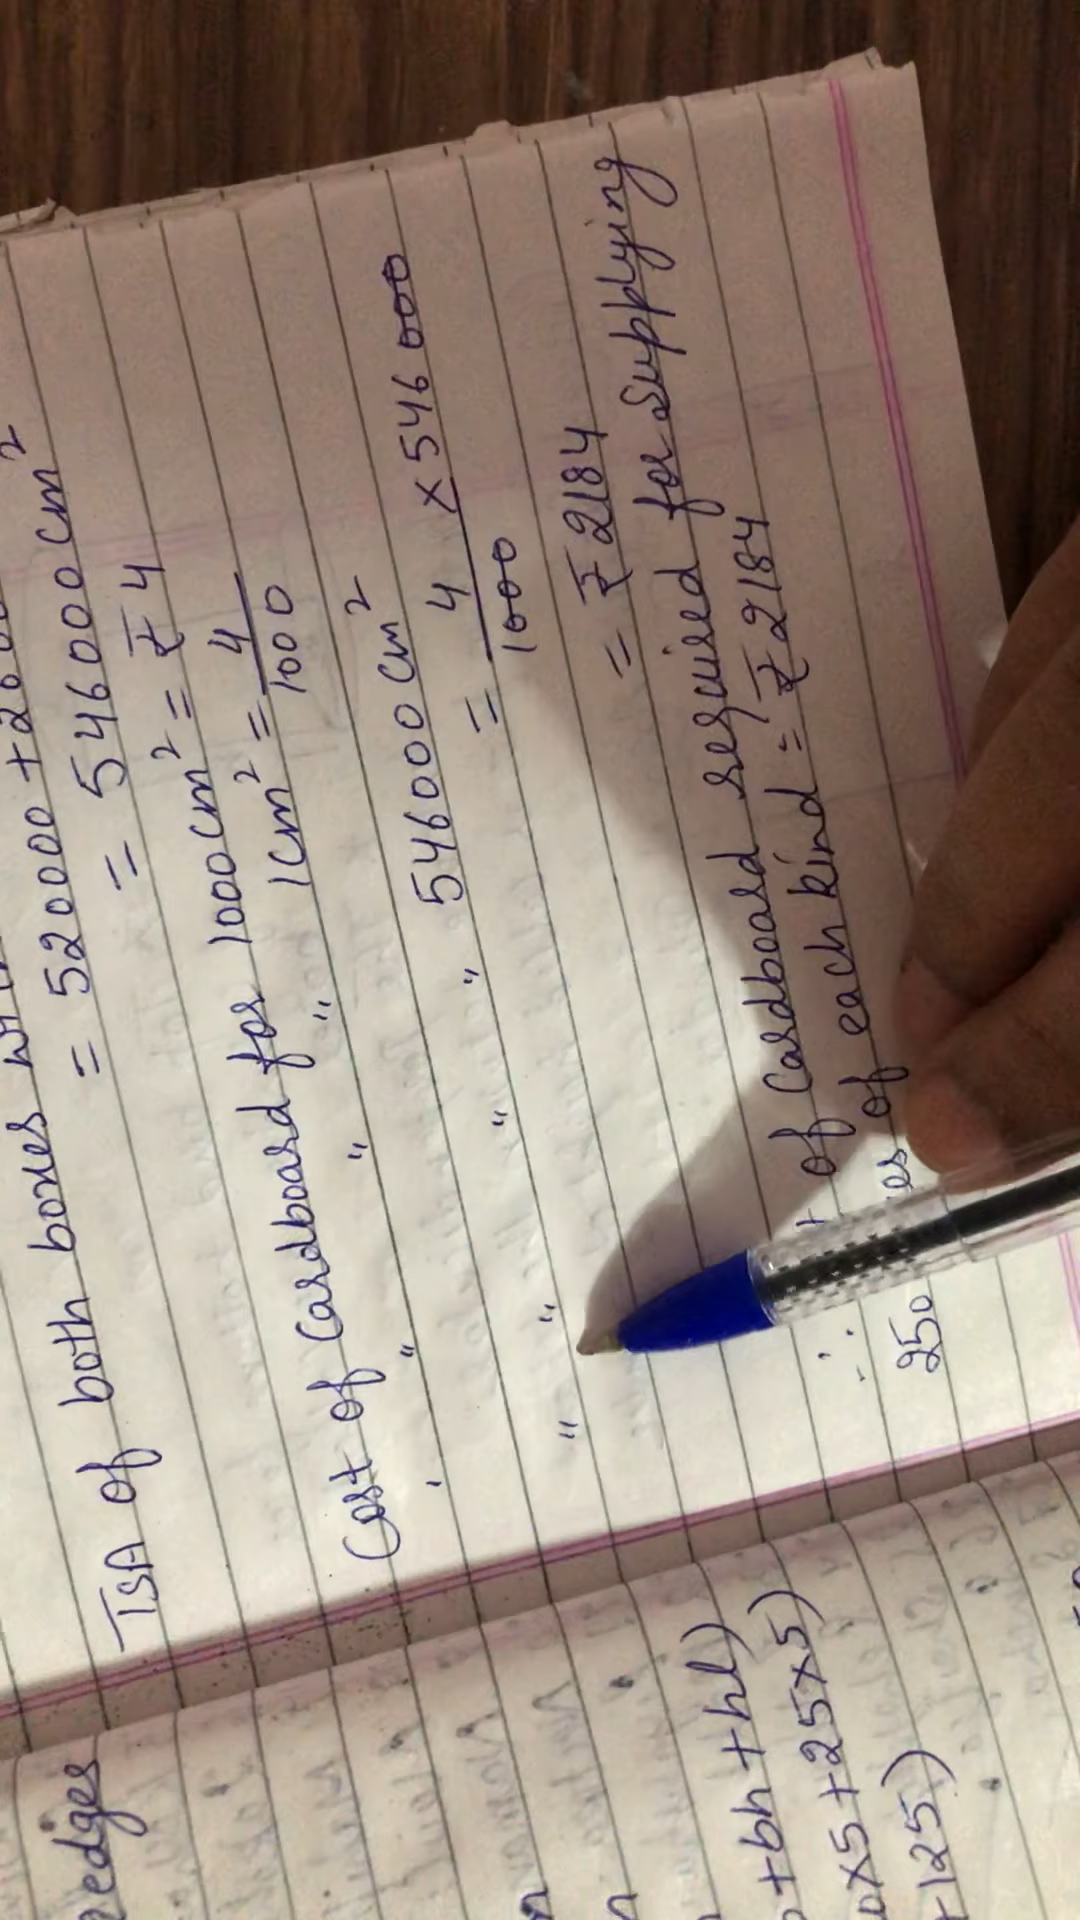 TSA of both boxes
= 520000 +
= 546000 cm²
Cost of Cardboard for 1000 cm² = ₹ 4
" " " 1 cm² = 4/1000
" " " 546000 cm²
= 4/1000 × 546000
= ₹ 2184
∴ of Cardboard required for Supplying
250 of each kind = ₹ 2184
edges
+ bh + hl)
×5 + 25×5)
+125)